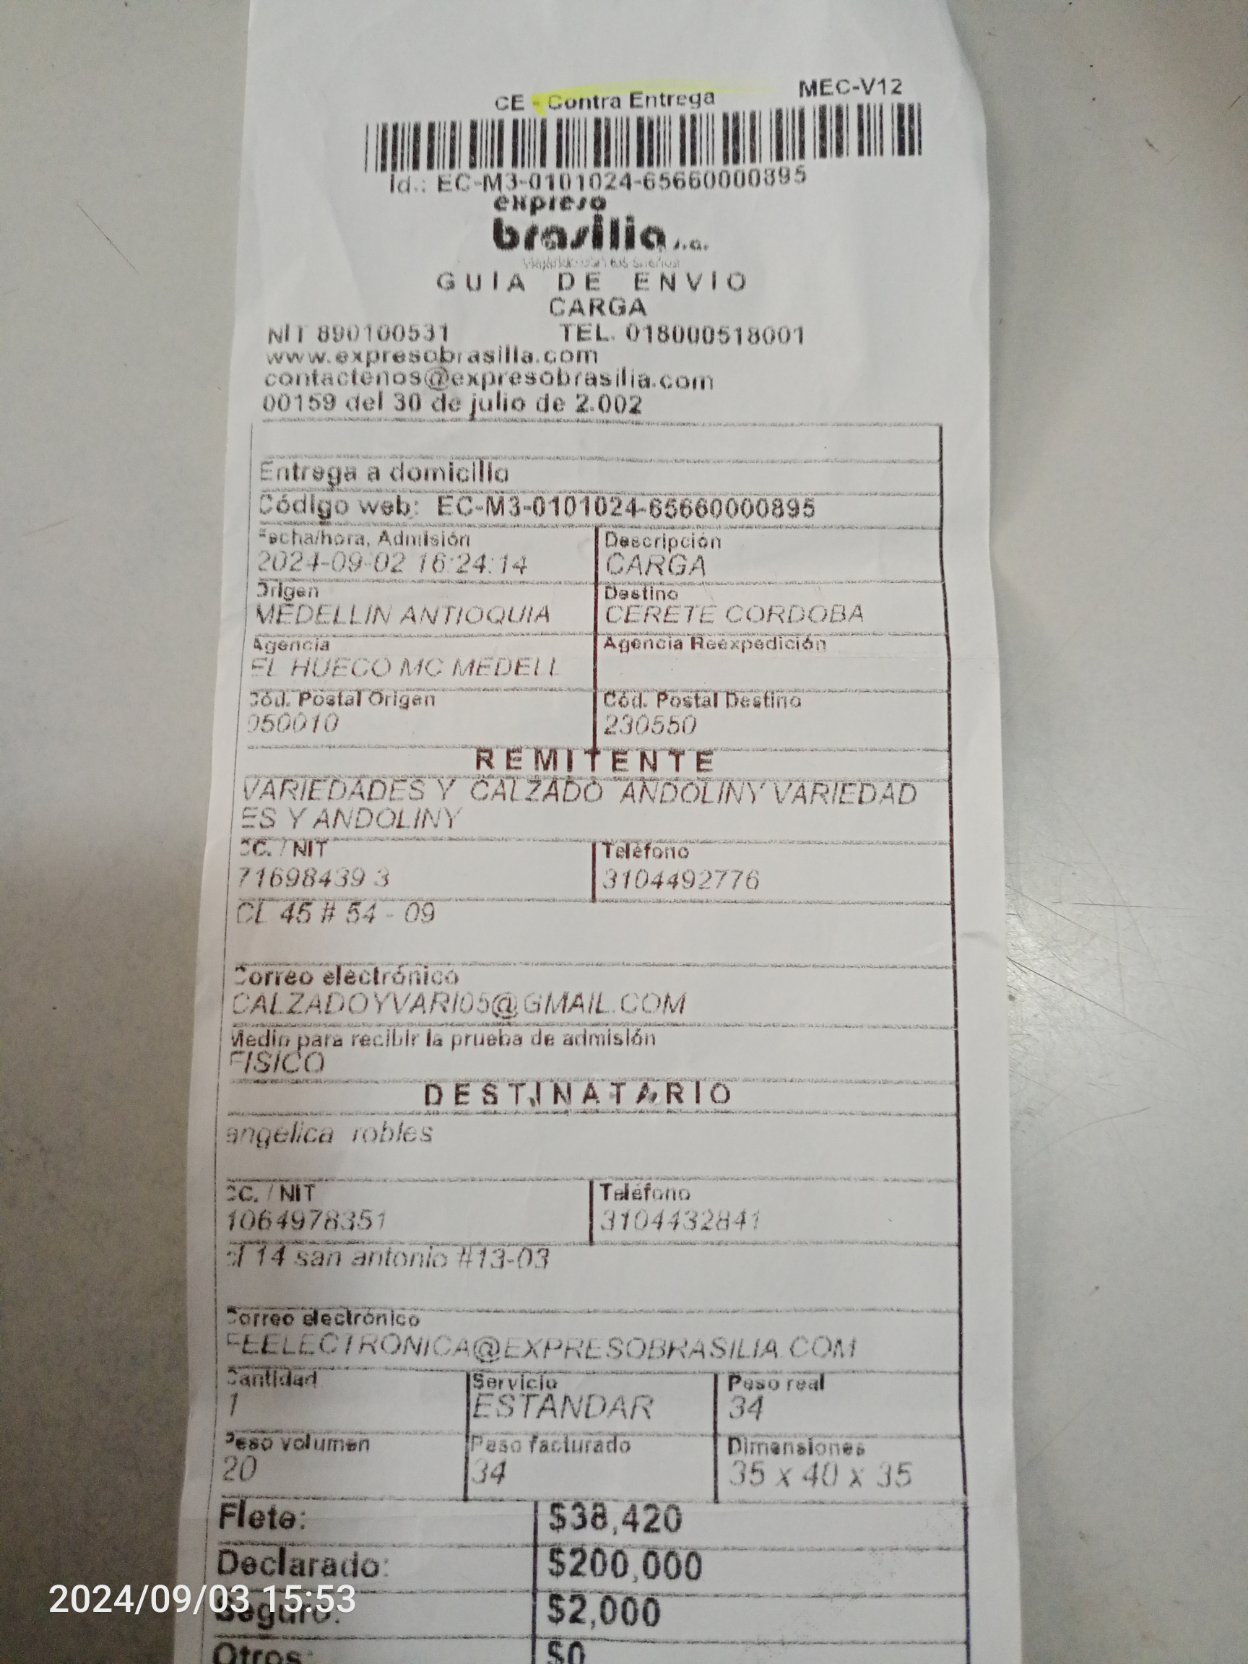 CE - Contra Entrega MEC-V12
Id.: EC-M3-0101024-65660000895
expreso
brasilia s.a.
GUÍA DE ENVÍO
CARGA
NIT 890100531 TEL. 018000518001
www.expresobrasilia.com
contactenos@expresobrasilia.com
00159 del 30 de julio de 2.002
Entrega a domicilio
Código web: EC-M3-0101024-65660000895
Fecha/hora, Admisión Descripción
2024-09-02 16:24:14 CARGA
Origen Destino
MEDELLIN ANTIOQUIA CERETE CORDOBA
Agencia Agencia Reexpedición
EL HUECO MC MEDELL
Cód. Postal Origen Cód. Postal Destino
050010 230550
REMITENTE
VARIEDADES Y CALZADO ANDOLINY VARIEDAD
ES Y ANDOLINY
CC. / NIT Teléfono
71698439 3 3104492776
CL 45 # 54 - 09
Correo electrónico
CALZADOYVARI05@GMAIL.COM
Medio para recibir la prueba de admisión
FISICO
DESTINATARIO
angelica robles
CC. / NIT Teléfono
1064978351 3104432841
cl 14 san antonio #13-03
Correo electrónico
FEELECTRONICA@EXPRESOBRASILIA.COM
Cantidad Servicio Peso real
1 ESTANDAR 34
Peso volumen Peso facturado Dimensiones
20 34 35 x 40 x 35
Flete: $38,420
Declarado: $200,000
2024/09/03 15:53
Seguro: $2,000
Otros: $0